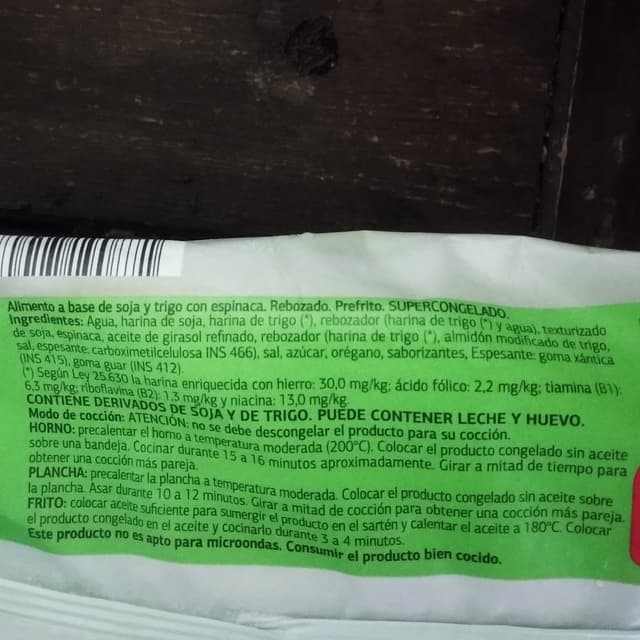 Alimento a base de soja y trigo con espinaca. Rebozado. Prefrito. SUPERCONGELADO.
Ingredientes: Agua, harina de soja, harina de trigo (*), rebozador (harina de trigo (*) y agua), texturizado
de soja, espinaca, aceite de girasol refinado, rebozador (harina de trigo (*), almidón modificado de trigo,
sal, espesante: carboximetilcelulosa INS 466), sal, azúcar, orégano, saborizantes, Espesante: goma xántica
(INS 415), goma guar (INS 412).
(*) Según Ley 25.630 la harina enriquecida con hierro: 30,0 mg/kg; ácido fólico: 2,2 mg/kg; tiamina (B1):
6,3 mg/kg; riboflavina (B2): 1,3 mg/kg y niacina: 13,0 mg/kg.
CONTIENE DERIVADOS DE SOJA Y DE TRIGO. PUEDE CONTENER LECHE Y HUEVO.
Modo de cocción: ATENCIÓN: no se debe descongelar el producto para su cocción.
HORNO: precalentar el horno a temperatura moderada (200°C). Colocar el producto congelado sin aceite
sobre una bandeja. Cocinar durante 15 a 16 minutos aproximadamente. Girar a mitad de tiempo para
obtener una cocción más pareja.
PLANCHA: precalentar la plancha a temperatura moderada. Colocar el producto congelado sin aceite sobre
la plancha. Asar durante 10 a 12 minutos. Girar a mitad de cocción para obtener una cocción más pareja.
FRITO: colocar aceite suficiente para sumergir el producto en el sartén y calentar el aceite a 180°C. Colocar
el producto congelado en el aceite y cocinarlo durante 3 a 4 minutos.
Este producto no es apto para microondas. Consumir el producto bien cocido.